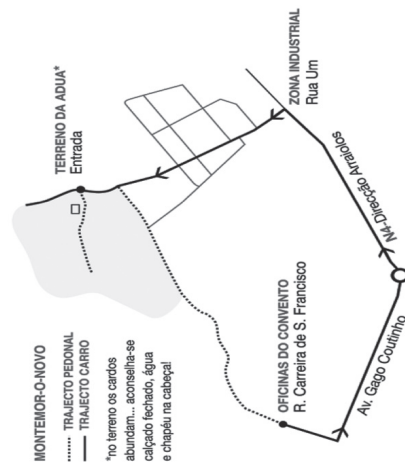 MONTEMOR-O-NOVO
TRAJECTO PEDONAL
TRAJECTO CARRO
*no terreno os cardos
abundam... aconselha-se
calçado fechado, água
e chapéu na cabeça!
TERRENO DA ADUA*
Entrada
ZONA INDUSTRIAL
Rua Um
N4-Direcção Arraiolos
OFICINAS DO CONVENTO
R. Carreira de S. Francisco
Av. Gago Coutinho